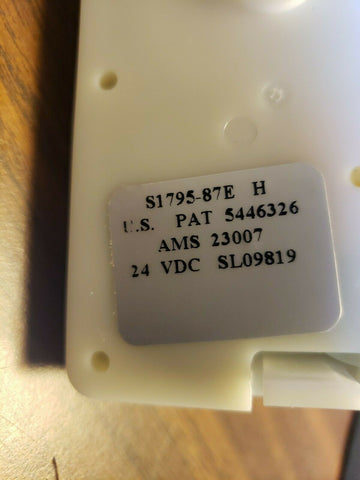 S1795-87E H
U.S. PAT 5446326
AMS 23007
24 VDC SL09819